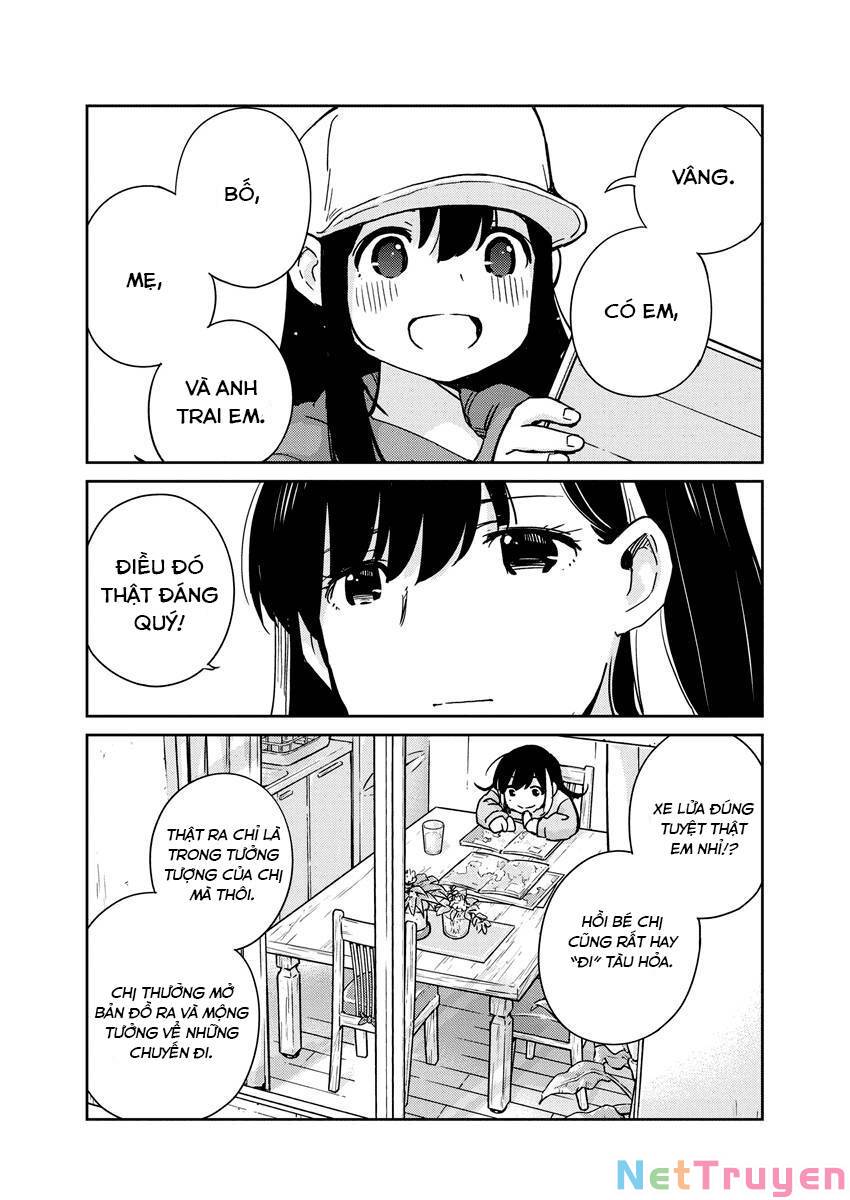 VÂNG.
CÓ EM,
BỐ,
MẸ,
VÀ ANH
TRAI EM.
ĐIỀU ĐÓ
THẬT ĐÁNG
QUÝ!
XE LỬA ĐÚNG
TUYỆT THẬT
EM NHỈ!?
HỒI BÉ CHỊ
CŨNG RẤT HAY
"ĐI" TÀU HỎA.
THẬT RA CHỈ LÀ
TRONG TƯỞNG
TƯỢNG CỦA CHỊ
MÀ THÔI.
CHỊ THƯỞNG MỞ
BẢN ĐỒ RA VÀ MỘNG
TƯỞNG VỀ NHỮNG
CHUYẾN ĐI.
NetTruyen